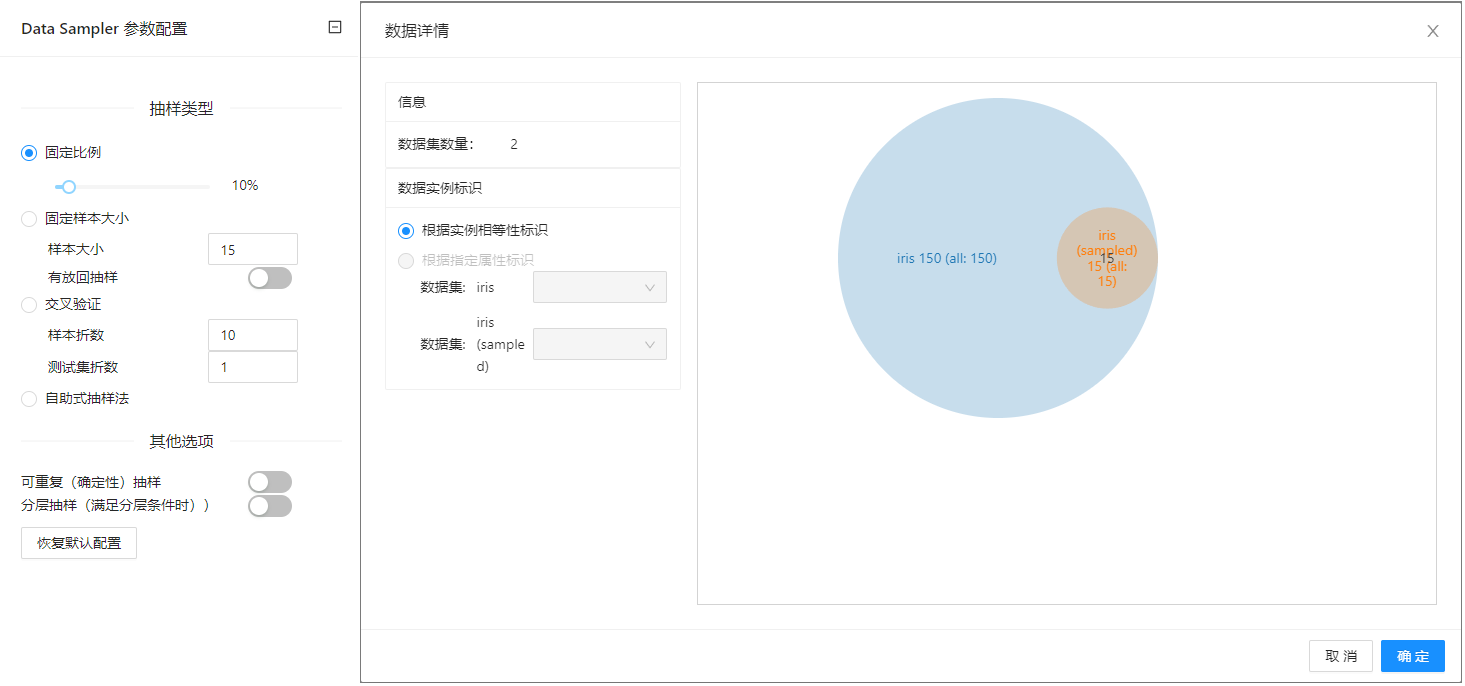 Data Sampler 参数配置
抽样类型
固定比例
10%
固定样本大小
样本大小
15
有放回抽样
交叉验证
样本折数
10
测试集折数
1
自助式抽样法
其他选项
可重复（确定性）抽样
分层抽样（满足分层条件时））
恢复默认配置
数据详情
信息
数据集数量： 2
数据实例标识
根据实例相等性标识
根据指定属性标识
数据集: iris
数据集: iris
(sample
d)
iris 150 (all: 150)
iris
(sampled)
15
15 (all:
15)
取 消
确 定